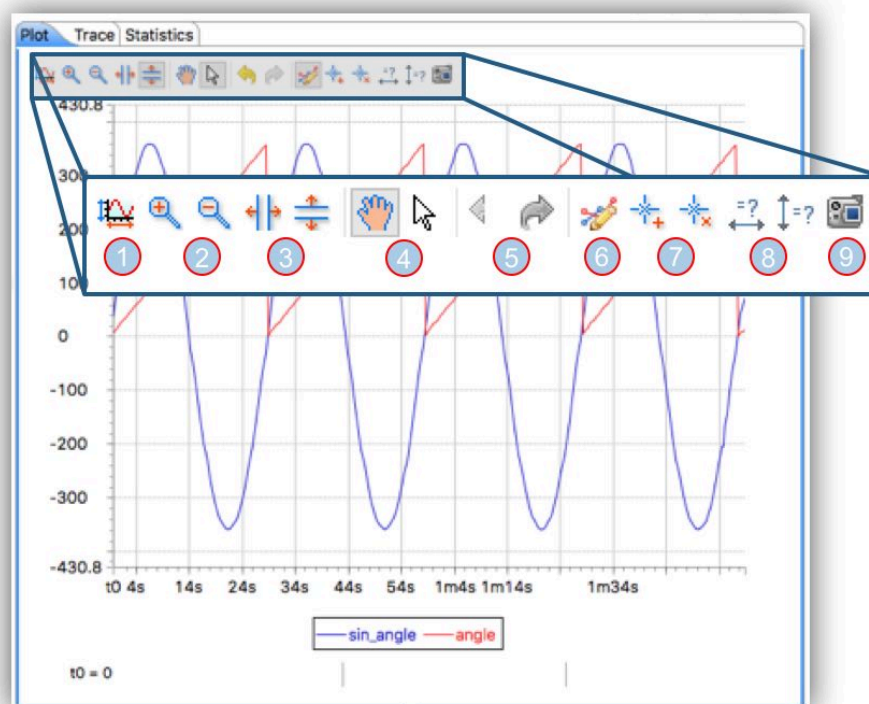 Plot Trace Statistics
430.8
300
=? =?
200
1 2 3 4 5 6 7 8 9
100
0
-100
-200
-300
-430.8
t0 4s 14s 24s 34s 44s 54s 1m4s 1m14s 1m34s
sin_angle angle
t0 = 0